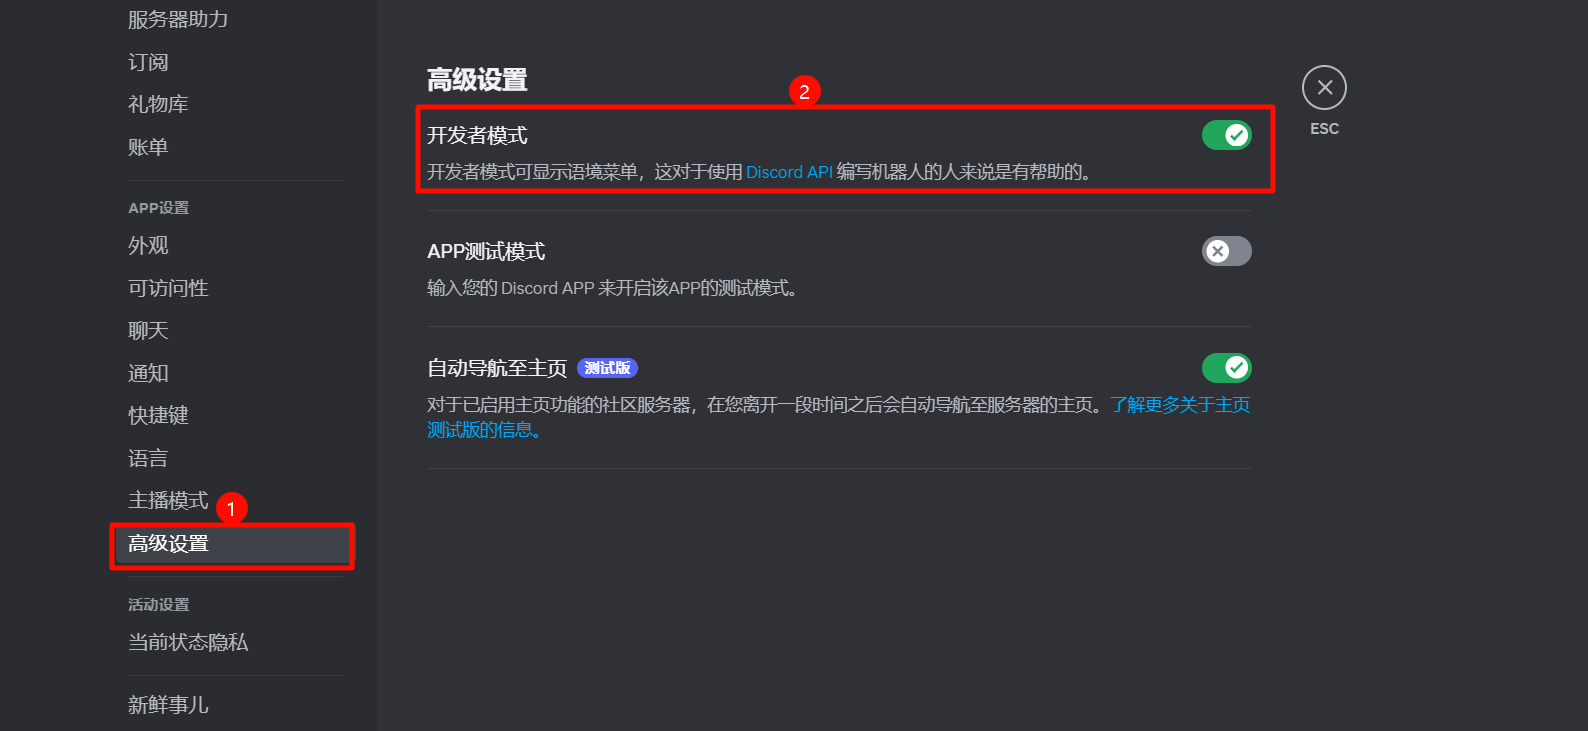 服务器助力
订阅
礼物库
账单
APP设置
外观
可访问性
聊天
通知
快捷键
语言
主播模式
1
高级设置
活动设置
当前状态隐私
新鲜事儿
高级设置
2
开发者模式
开发者模式可显示语境菜单，这对于使用 Discord API 编写机器人的人来说是有帮助的。
APP测试模式
输入您的 Discord APP 来开启该APP的测试模式。
自动导航至主页 测试版
对于已启用主页功能的社区服务器，在您离开一段时间之后会自动导航至服务器的主页。了解更多关于主页
测试版的信息。
ESC